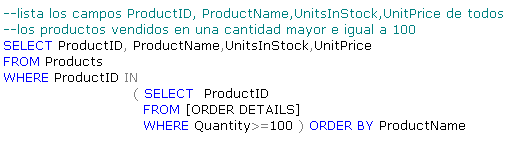 --lista los campos ProductID, ProductName,UnitsInStock,UnitPrice de todos
--los productos vendidos en una cantidad mayor e igual a 100
SELECT ProductID, ProductName,UnitsInStock,UnitPrice
FROM Products
WHERE ProductID IN
( SELECT  ProductID
FROM [ORDER DETAILS]
WHERE Quantity>=100 ) ORDER BY ProductName